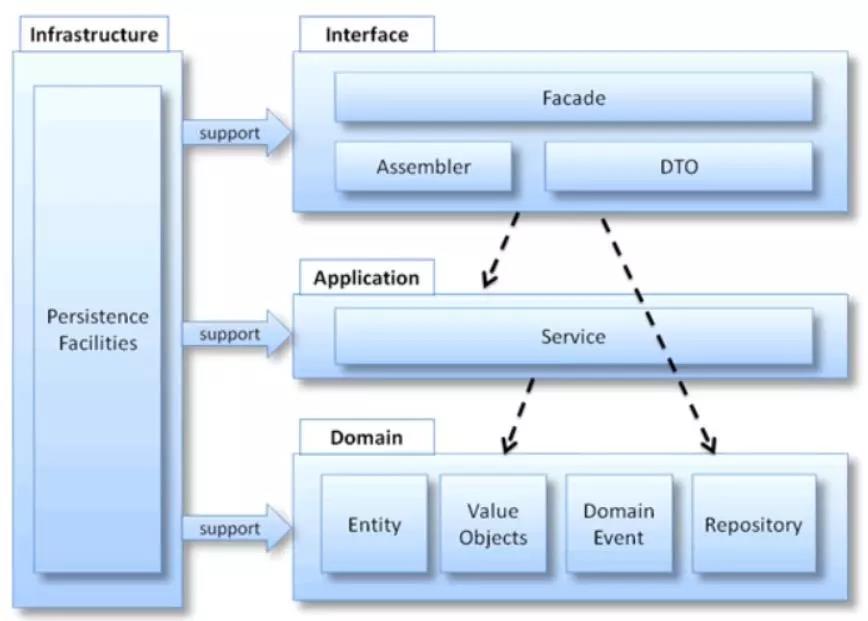 Infrastructure
Persistence
Facilities
support
support
support
Interface
Facade
Assembler
DTO
Application
Service
Domain
Entity
Value
Objects
Domain
Event
Repository